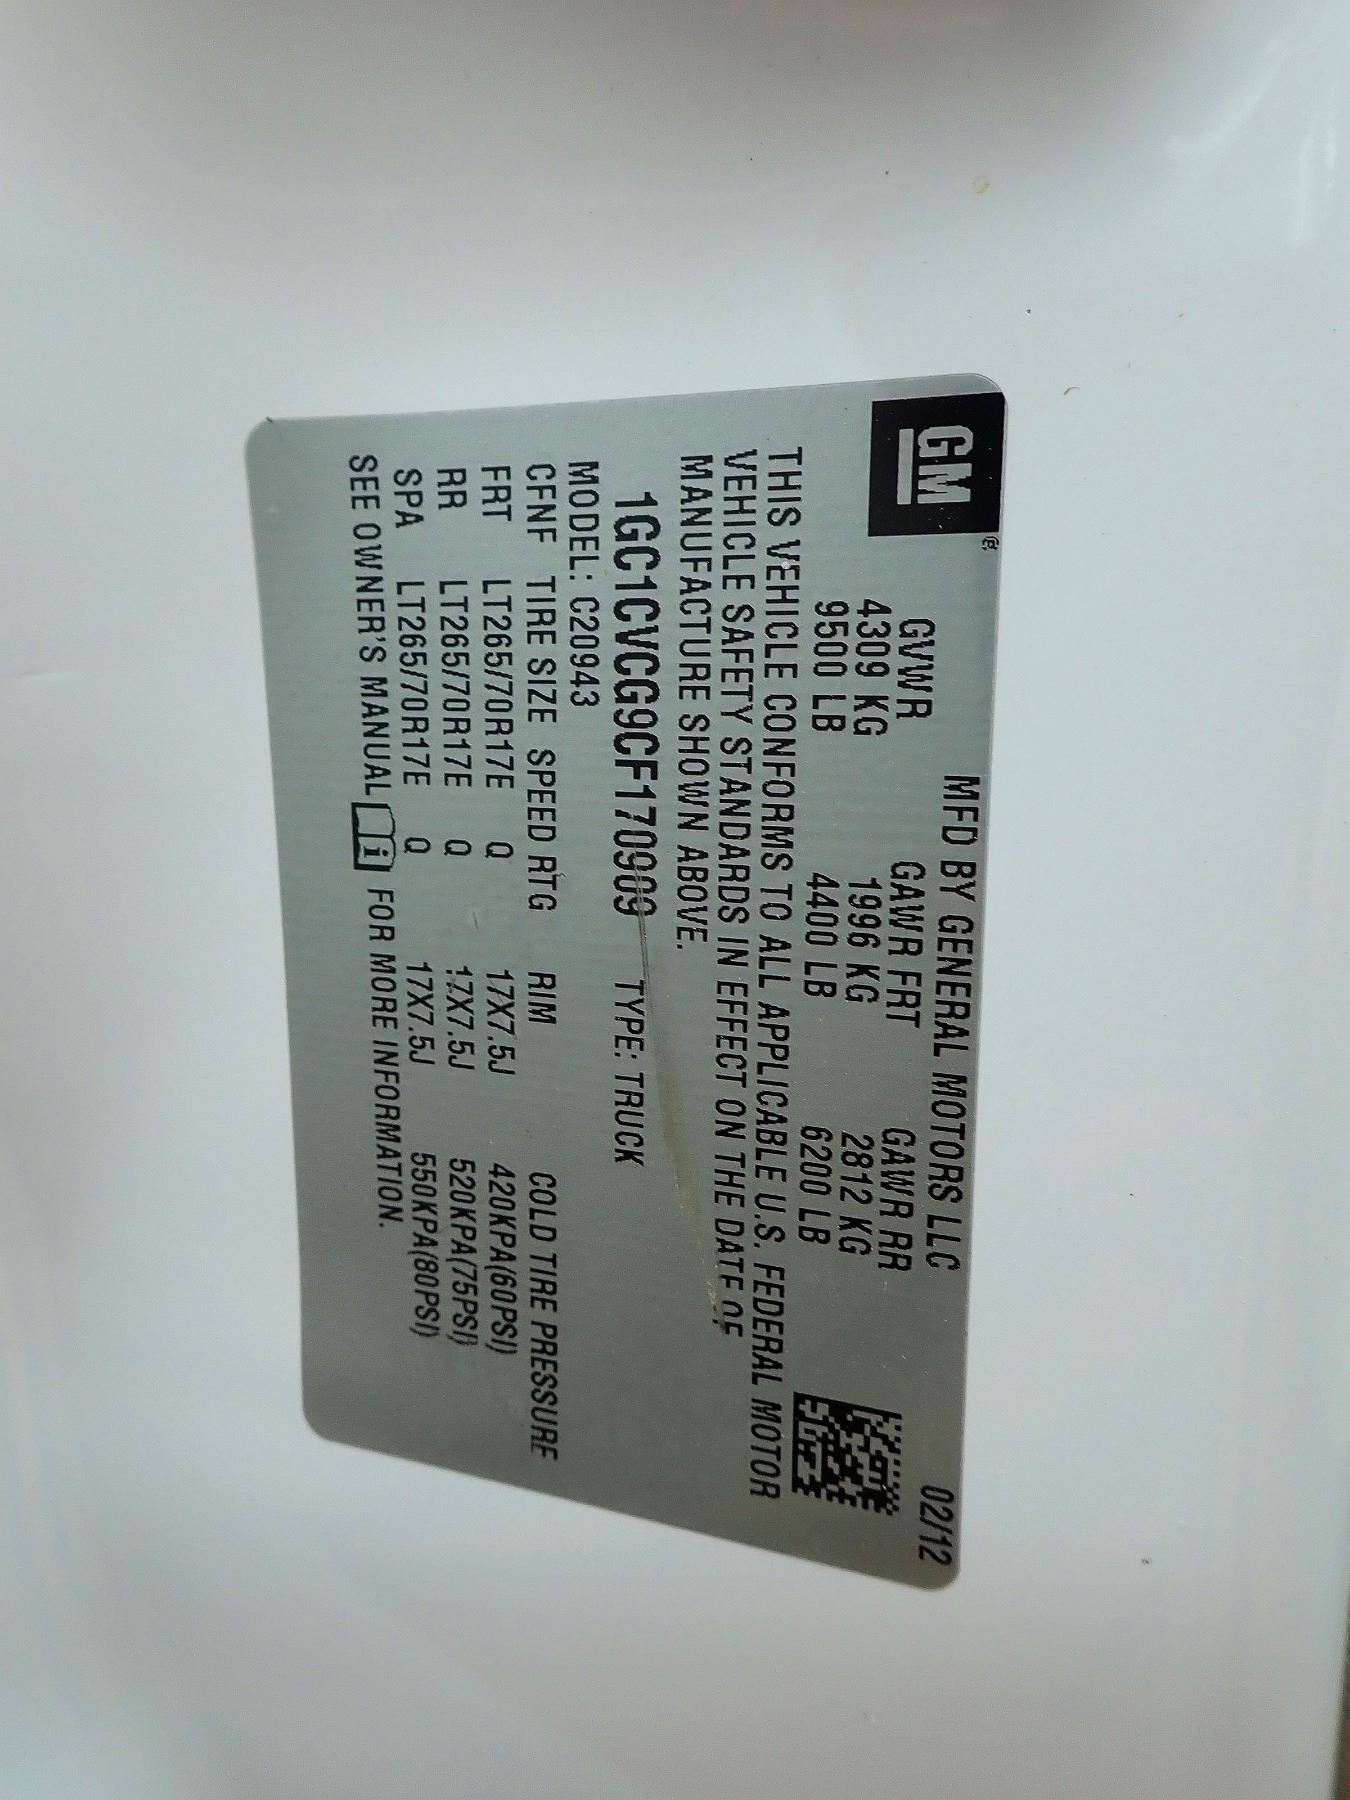 GM®
MFD BY GENERAL MOTORS LLC 02/12
GVWR GAWR FRT GAWR RR
4309 KG 1996 KG 2812 KG
9500 LB 4400 LB 6200 LB
THIS VEHICLE CONFORMS TO ALL APPLICABLE U.S. FEDERAL MOTOR
VEHICLE SAFETY STANDARDS IN EFFECT ON THE DATE OF
MANUFACTURE SHOWN ABOVE.
1GC1CVCG9CF170909 TYPE: TRUCK
MODEL: C20943
CFNF TIRE SIZE SPEED RTG RIM COLD TIRE PRESSURE
FRT LT265/70R17E Q 17X7.5J 420KPA(60PSI)
RR LT265/70R17E Q 17X7.5J 520KPA(75PSI)
SPA LT265/70R17E Q 17X7.5J 550KPA(80PSI)
SEE OWNER'S MANUAL i FOR MORE INFORMATION.